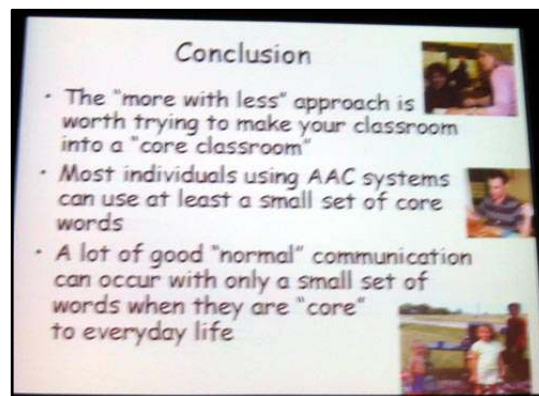 Conclusion
• The "more with less" approach is
worth trying to make your classroom
into a "core classroom"
• Most individuals using AAC systems
can use at least a small set of core
words
• A lot of good "normal" communication
can occur with only a small set of
words when they are "core"
to everyday life